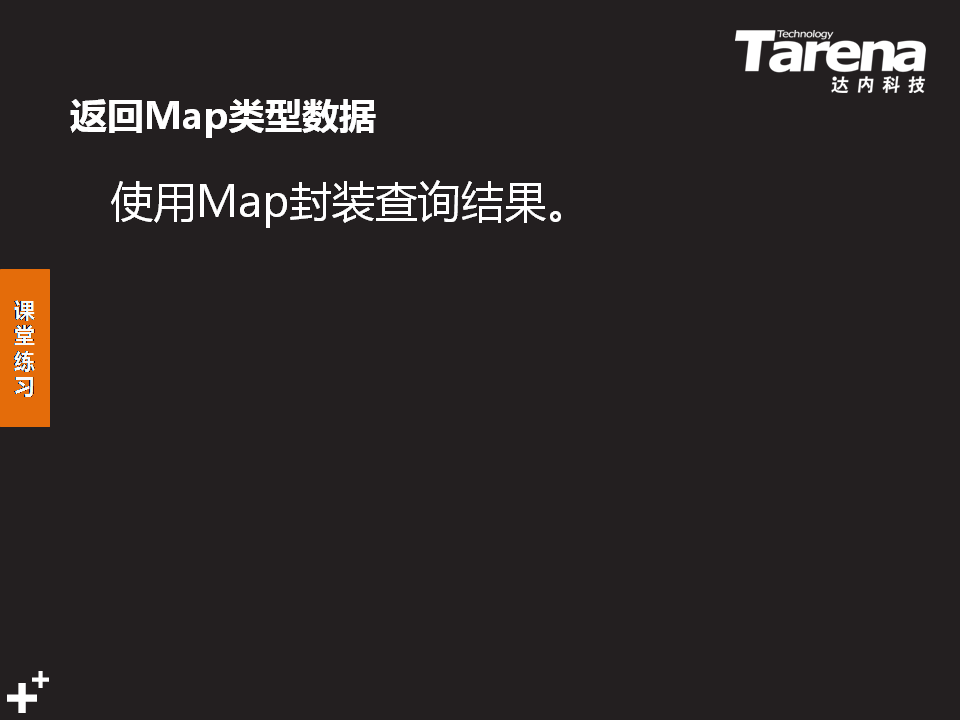 Technology
Tarena
达内科技
返回Map类型数据
使用Map封装查询结果。
课
堂
练
习